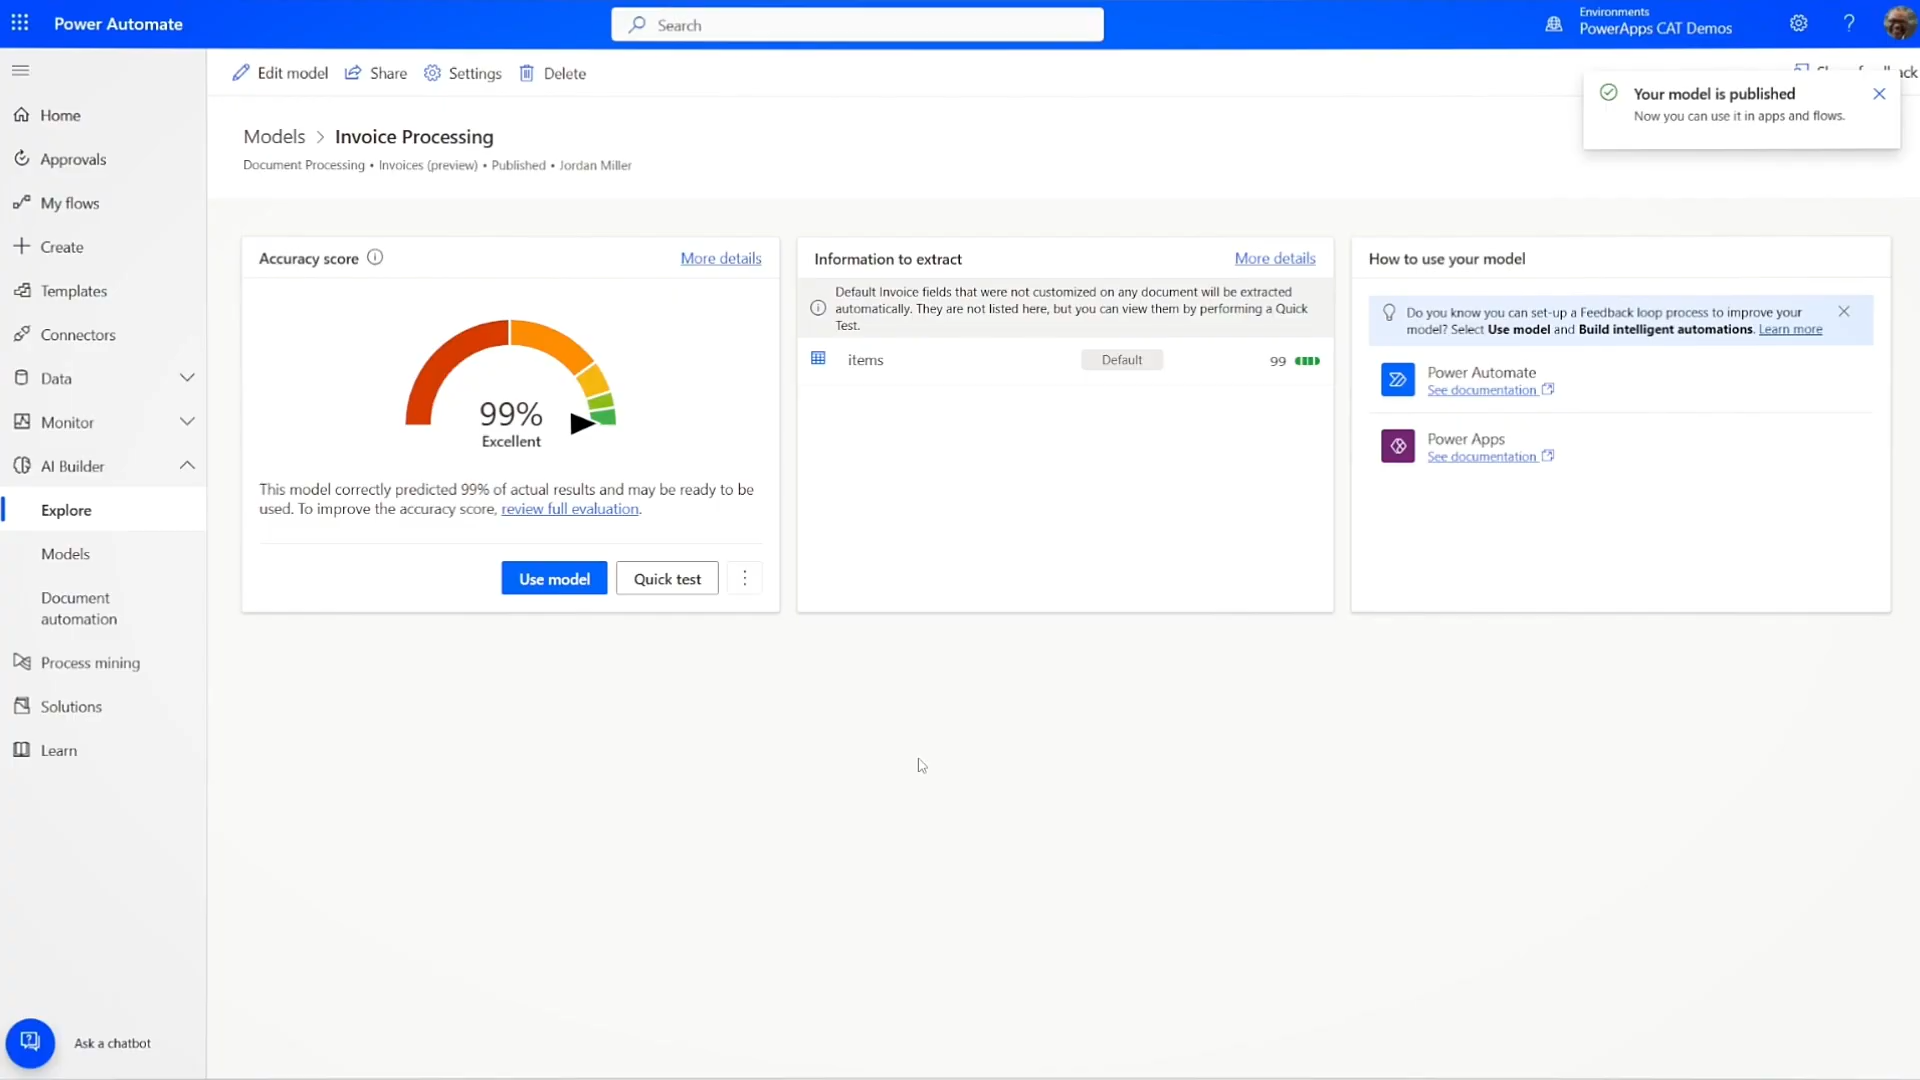 Power Automate
Search
Environments
PowerApps CAT Demos
Home
Approvals
My flows
Create
Templates
Connectors
Data
Monitor
AI Builder
Explore
Models
Document
automation
Process mining
Solutions
Learn
Ask a chatbot
Edit model
Share
Settings
Delete
Your model is published
Now you can use it in apps and flows.
Models > Invoice Processing
Document Processing • Invoices (preview) • Published • Jordan Miller
Accuracy score
More details
99%
Excellent
This model correctly predicted 99% of actual results and may be ready to be
used. To improve the accuracy score, review full evaluation.
Use model
Quick test
Information to extract
More details
Default Invoice fields that were not customized on any document will be extracted
automatically. They are not listed here, but you can view them by performing a Quick
Test.
items
Default
99
How to use your model
Do you know you can set-up a Feedback loop process to improve your
model? Select Use model and Build intelligent automations. Learn more
Power Automate
See documentation
Power Apps
See documentation